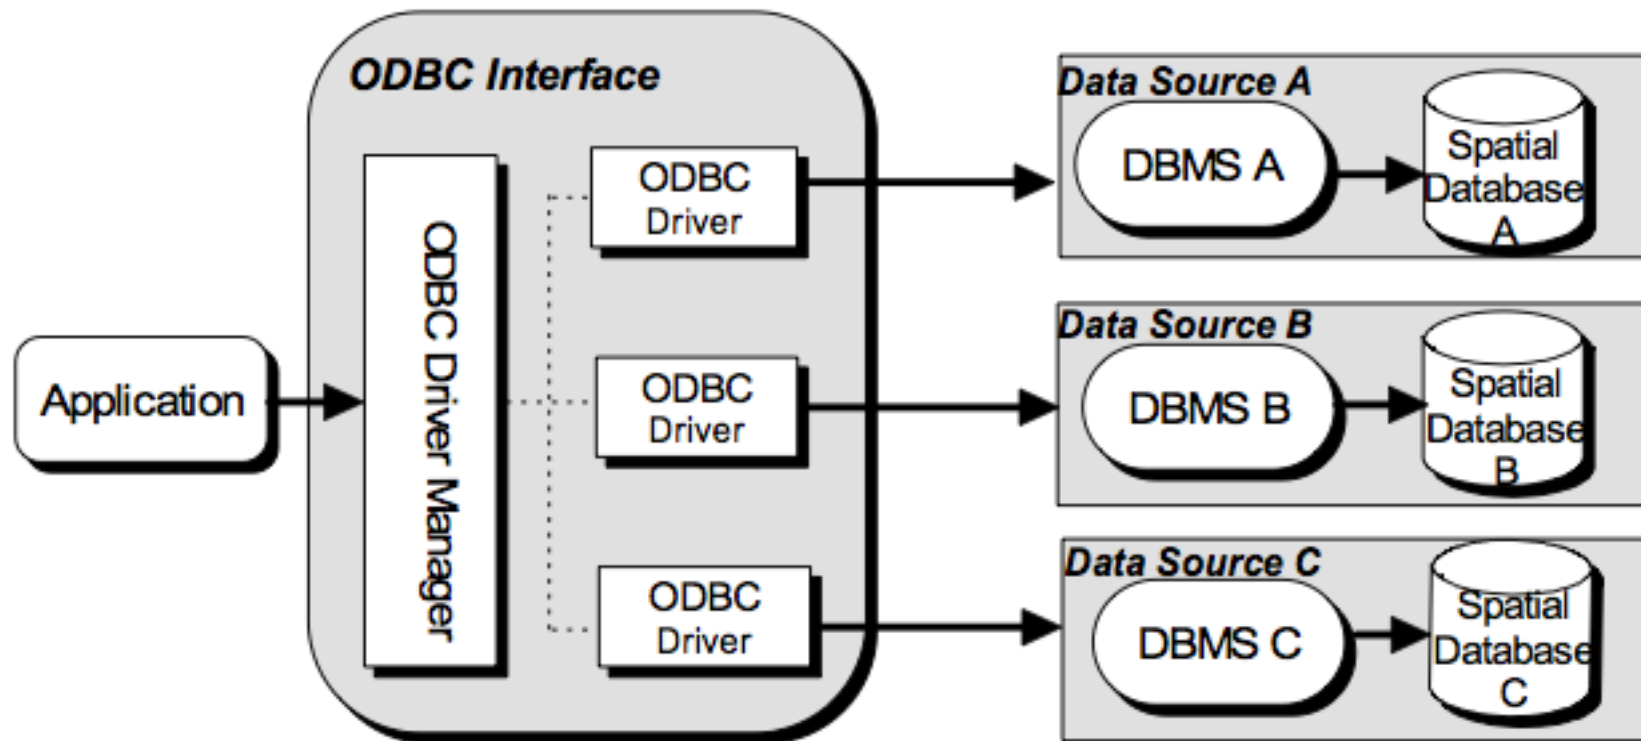 ODBC Interface
Application
ODBC Driver Manager
ODBC
Driver
ODBC
Driver
ODBC
Driver
Data Source A
DBMS A
Spatial
Database
A
Data Source B
DBMS B
Spatial
Database
B
Data Source C
DBMS C
Spatial
Database
C